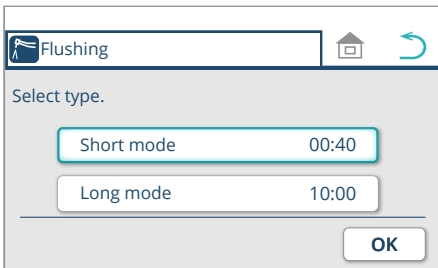 Flushing
Select type.
Short mode 00:40
Long mode 10:00
OK